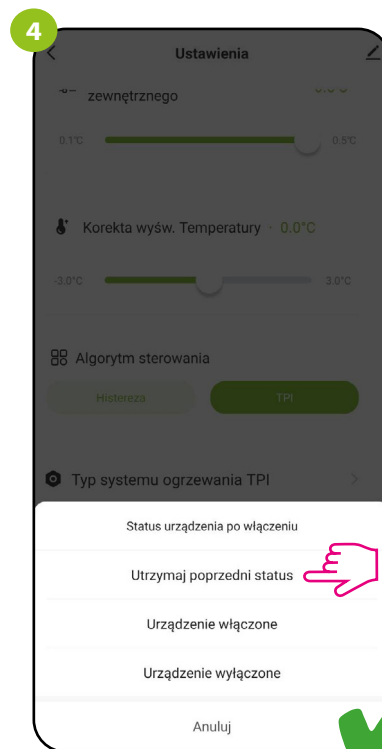 4
Ustawienia
zewnętrznego
0.1°C 0.5°C
Korekta wyśw. Temperatury · 0.0°C
-3.0°C 3.0°C
Algorytm sterowania
Histereza TPI
Typ systemu ogrzewania TPI
Status urządzenia po włączeniu
Utrzymaj poprzedni status
Urządzenie włączone
Urządzenie wyłączone
Anuluj